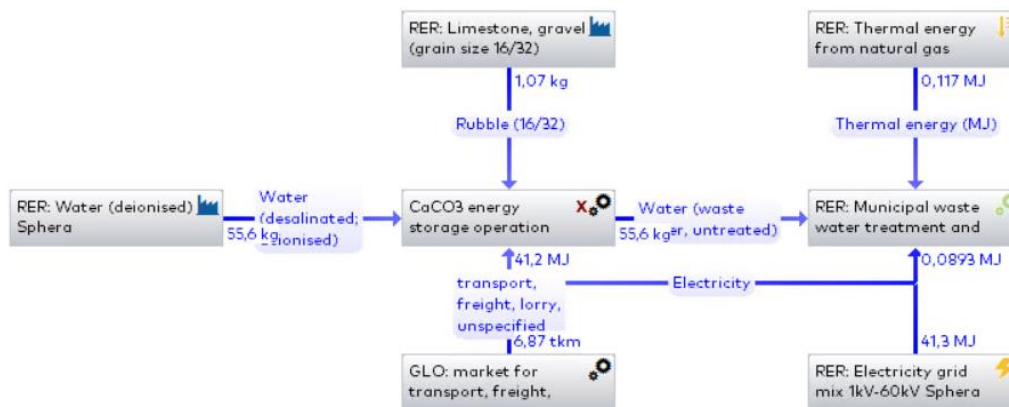 RER: Limestone, gravel
(grain size 16/32)
RER: Thermal energy
from natural gas
1,07 kg
0,117 MJ
Rubble (16/32)
Thermal energy (MJ)
RER: Water (deionised)
Sphera
Water
(desalinated;
deionised)
55,6 kg
CaCO3 energy
storage operation
X
Water (waste
water, untreated)
55,6 kg
RER: Municipal waste
water treatment and
41,2 MJ
0,0893 MJ
transport,
freight, lorry,
unspecified
Electricity
6,87 tkm
41,3 MJ
GLO: market for
transport, freight,
RER: Electricity grid
mix 1kV-60kV Sphera